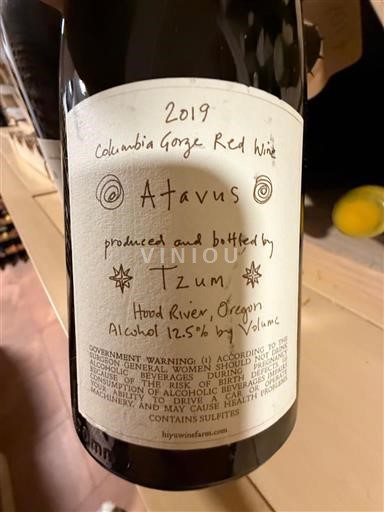 2019
Columbia Gorge Red Wine
Atavus
produced and bottled by
VINIOU
Tzum
Hood River, Oregon
Alcohol 12.5% by Volume
GOVERNMENT WARNING: (1) ACCORDING TO THE
SURGEON GENERAL, WOMEN SHOULD NOT DRINK
ALCOHOLIC BEVERAGES DURING PREGNANCY
BECAUSE OF THE RISK OF BIRTH DEFECTS. (2)
CONSUMPTION OF ALCOHOLIC BEVERAGES IMPAIRS
YOUR ABILITY TO DRIVE A CAR OR OPERATE
MACHINERY, AND MAY CAUSE HEALTH PROBLEMS.
CONTAINS SULFITES
hiyuwinefarm.com